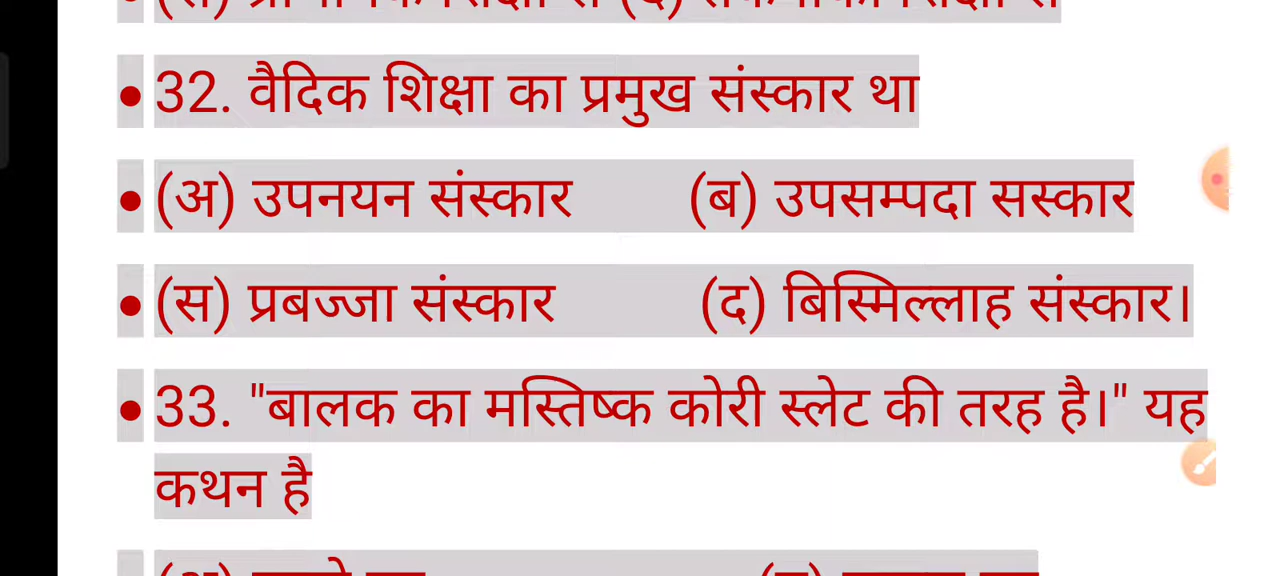 • 32. वैदिक शिक्षा का प्रमुख संस्कार था
• (अ) उपनयन संस्कार (ब) उपसम्पदा सस्कार
• (स) प्रबज्जा संस्कार (द) बिस्मिल्लाह संस्कार।
• 33. "बालक का मस्तिष्क कोरी स्लेट की तरह है।" यह
कथन है